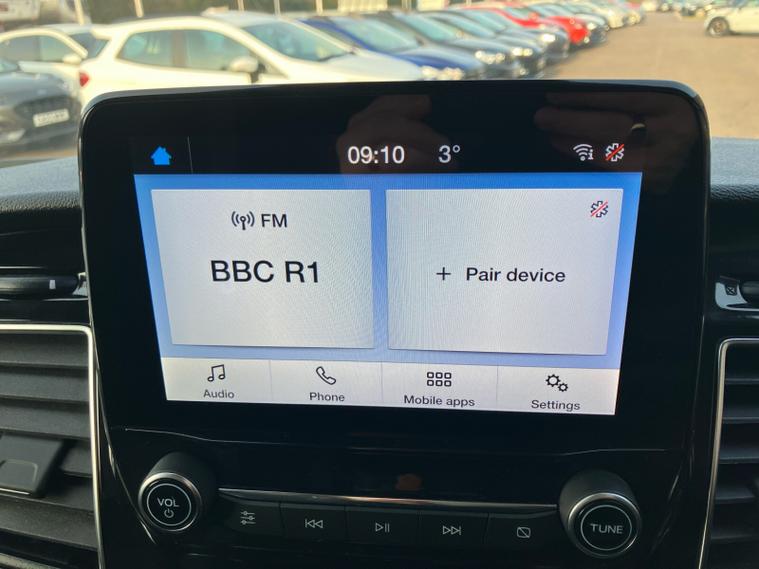 09:10 3°
FM
BBC R1
+ Pair device
Audio
Phone
Mobile apps
Settings
VOL
TUNE